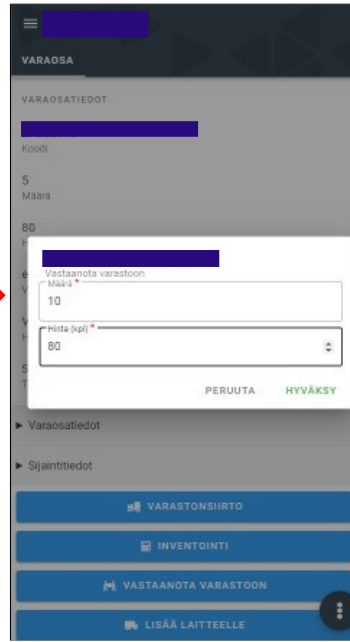 VARAOSA
VARAOSATIEDOT
Koodi
5
Määrä
80
H
e
V
V
H
S
T
Vastaanota varastoon
Määrä *
10
Hinta (kpl) *
80
PERUUTA HYVÄKSY
Varaosatiedot
Sijaintitiedot
VARASTONSIIRTO
INVENTOINTI
VASTAANOTA VARASTOON
LISÄÄ LAITTEELLE